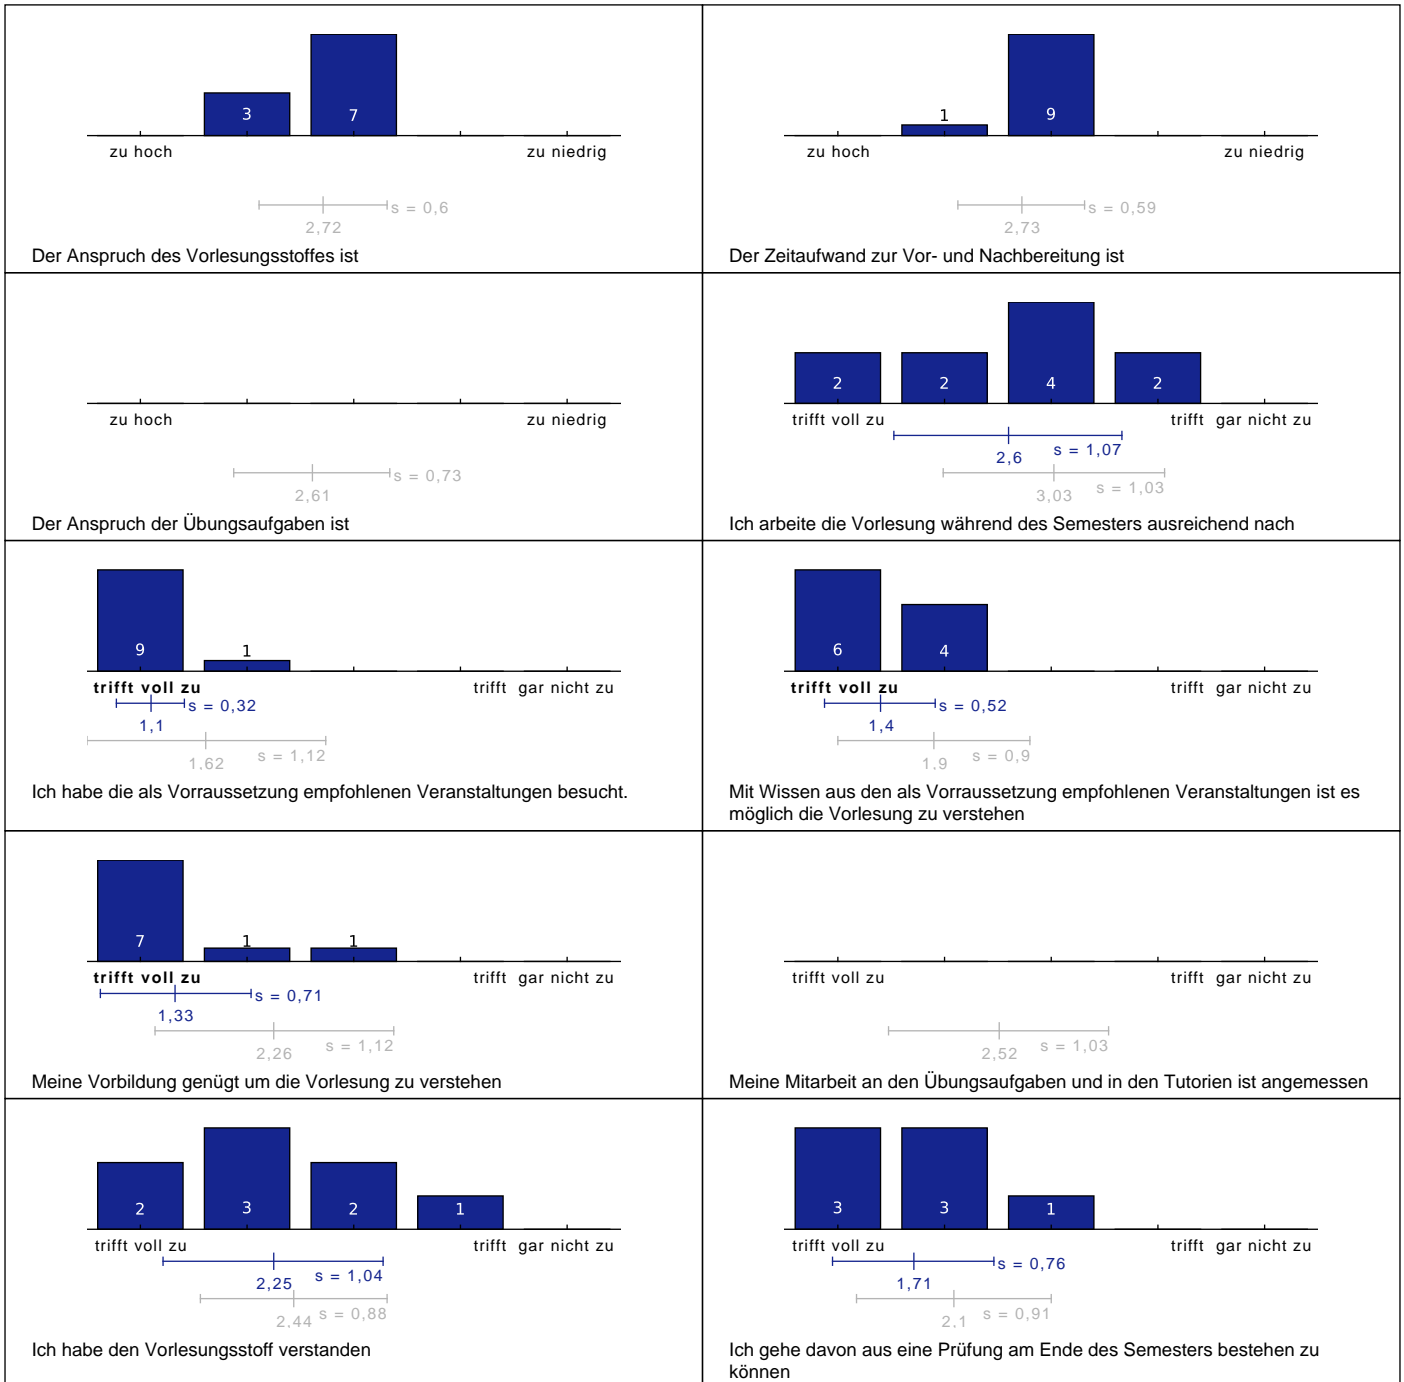 3
7
zu hoch
zu niedrig
s = 0,6
2,72
Der Anspruch des Vorlesungsstoffes ist
1
9
zu hoch
zu niedrig
s = 0,59
2,73
Der Zeitaufwand zur Vor- und Nachbereitung ist
zu hoch
zu niedrig
s = 0,73
2,61
Der Anspruch der Übungsaufgaben ist
2
2
4
2
trifft voll zu
trifft gar nicht zu
2,6
s = 1,07
3,03
s = 1,03
Ich arbeite die Vorlesung während des Semesters ausreichend nach
9
1
trifft voll zu
trifft gar nicht zu
s = 0,32
1,1
1,62
s = 1,12
Ich habe die als Vorraussetzung empfohlenen Veranstaltungen besucht.
6
4
trifft voll zu
trifft gar nicht zu
s = 0,52
1,4
1,9
s = 0,9
Mit Wissen aus den als Vorraussetzung empfohlenen Veranstaltungen ist es
möglich die Vorlesung zu verstehen
7
1
1
trifft voll zu
trifft gar nicht zu
s = 0,71
1,33
2,26
s = 1,12
Meine Vorbildung genügt um die Vorlesung zu verstehen
trifft voll zu
trifft gar nicht zu
2,52
s = 1,03
Meine Mitarbeit an den Übungsaufgaben und in den Tutorien ist angemessen
2
3
2
1
trifft voll zu
trifft gar nicht zu
2,25
s = 1,04
2,44
s = 0,88
Ich habe den Vorlesungsstoff verstanden
3
3
1
trifft voll zu
trifft gar nicht zu
s = 0,76
1,71
2,1
s = 0,91
Ich gehe davon aus eine Prüfung am Ende des Semesters bestehen zu
können